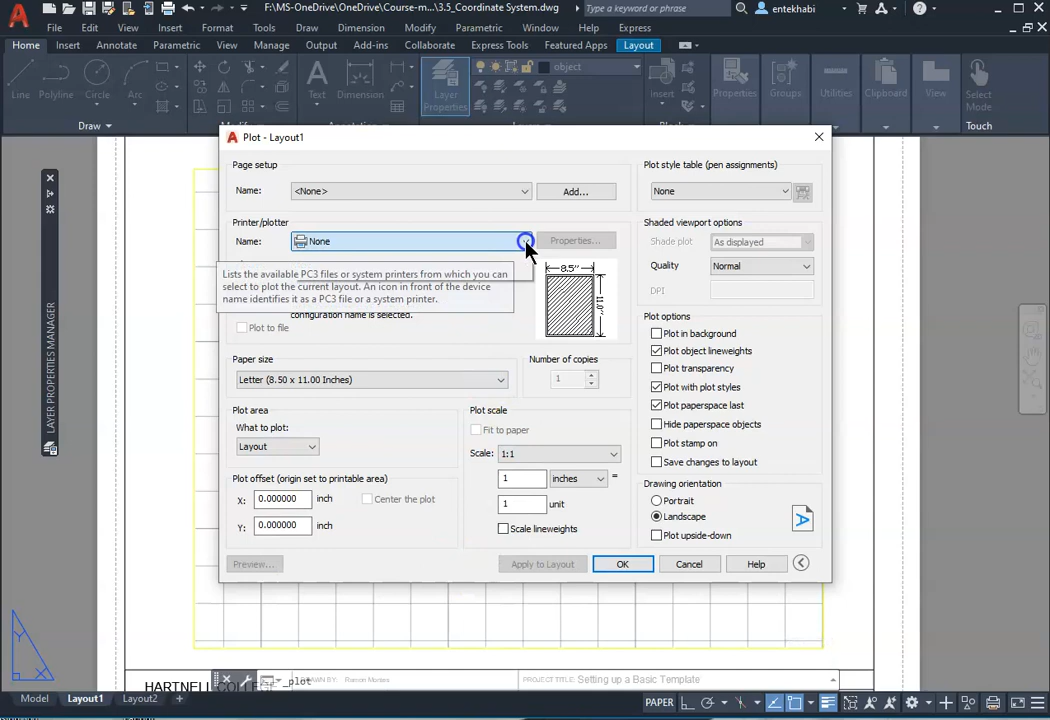 F:\MS-OneDrive\OneDrive\Course-m... \3.5_Coordinate System.dwg
Type a keyword or phrase
entekhabi
File Edit View Insert Format Tools Draw Dimension Modify Parametric Window Help Express
Home Insert Annotate Parametric View Manage Output Add-ins Collaborate Express Tools Featured Apps Layout
object
Line Polyline Circle Arc Text Dimension Layer Properties Insert Properties Groups Utilities Clipboard View Select Mode
Draw Touch
Plot - Layout1
Page setup
Name: <None> Add...
Plot style table (pen assignments)
None
Printer/plotter
Name: None Properties...
Lists the available PC3 files or system printers from which you can
select to plot the current layout. An icon in front of the device
name identifies it as a PC3 file or a system printer.
configuration name is selected.
Plot to file
8.5''
11.0''
Shaded viewport options
Shade plot As displayed
Quality Normal
DPI
Paper size
Letter (8.50 x 11.00 Inches)
Number of copies
1
Plot options
Plot in background
Plot object lineweights
Plot transparency
Plot with plot styles
Plot paperspace last
Hide paperspace objects
Plot stamp on
Save changes to layout
Plot area
What to plot:
Layout
Plot scale
Fit to paper
Scale: 1:1
1 inches =
1 unit
Scale lineweights
Plot offset (origin set to printable area)
X: 0.000000 inch Center the plot
Y: 0.000000 inch
Drawing orientation
Portrait
Landscape
Plot upside-down
A
Preview... Apply to Layout OK Cancel Help
LAYER PROPERTIES MANAGER
Y
X
HARTNELL COLLEGE
_plot
DRAWN BY: Ramon Montes
PROJECT TITLE: Setting up a Basic Template
Model Layout1 Layout2 +
PAPER